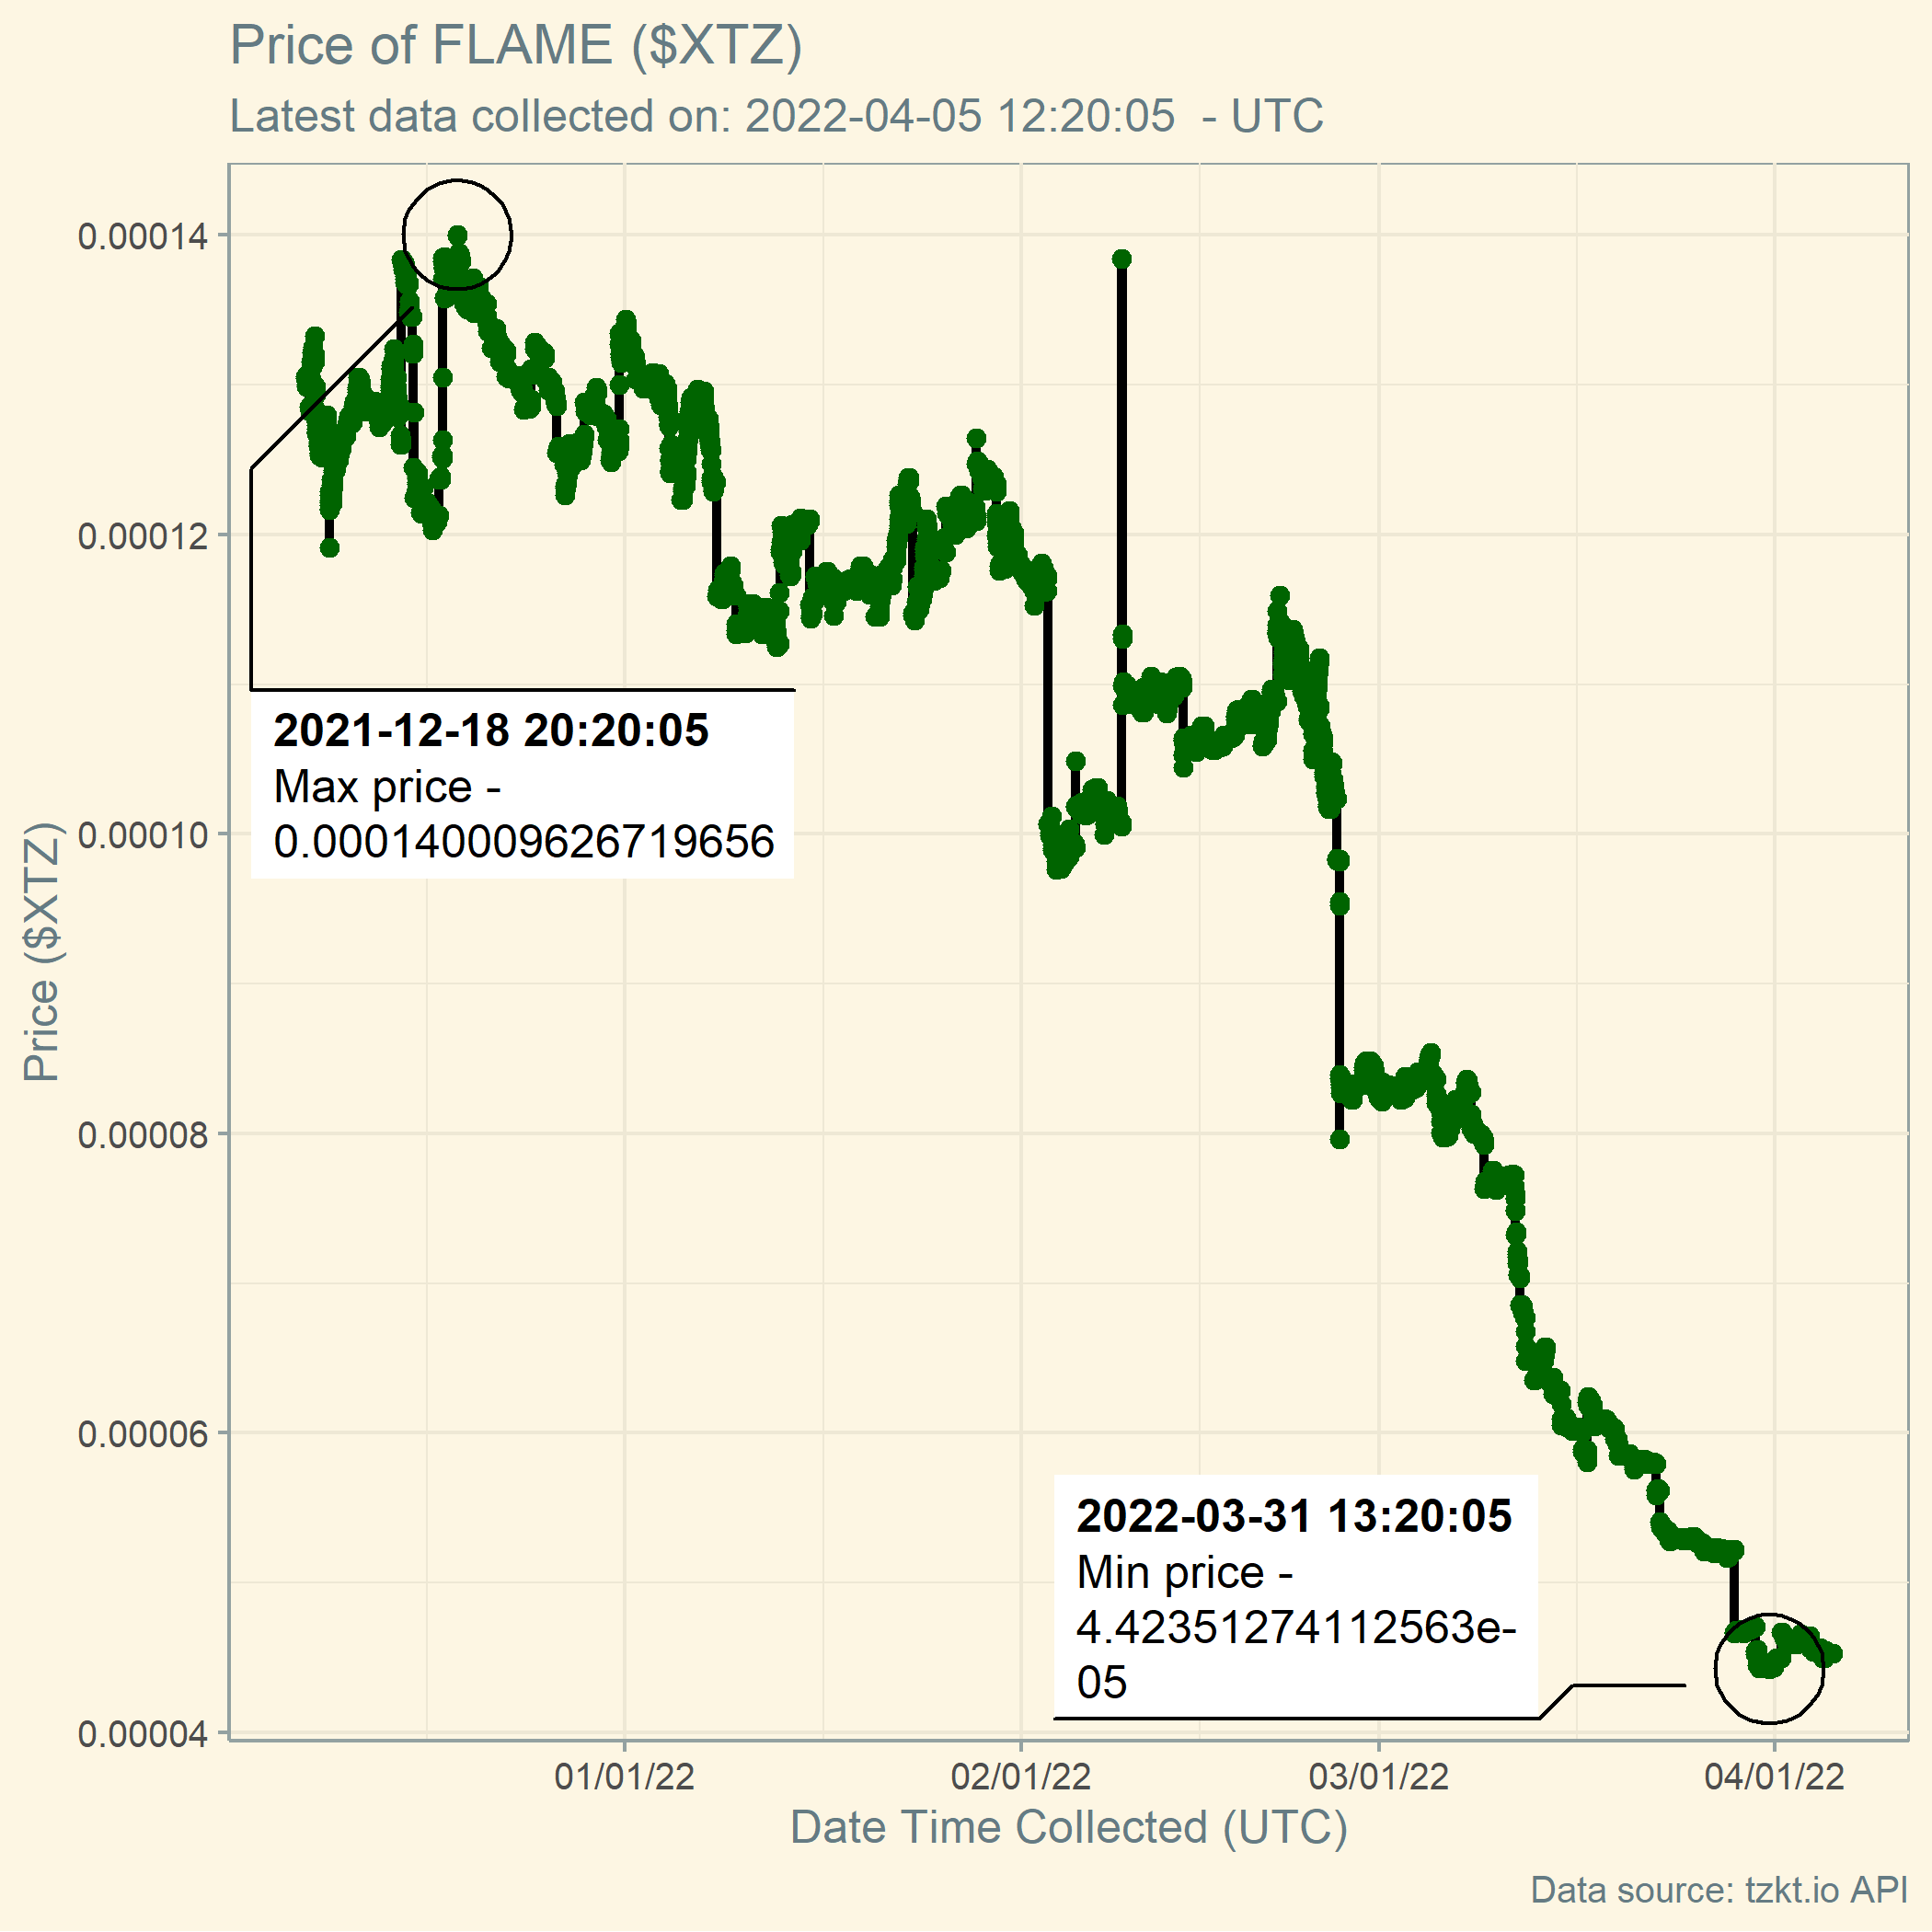 Price of FLAME ($XTZ)
Latest data collected on: 2022-04-05 12:20:05  - UTC
Price ($XTZ)
0.00014
0.00012
0.00010
0.00008
0.00006
0.00004
2021-12-18 20:20:05
Max price -
0.000140009626719656
2022-03-31 13:20:05
Min price -
4.42351274112563e-
05
01/01/22
02/01/22
03/01/22
04/01/22
Date Time Collected (UTC)
Data source: tzkt.io API